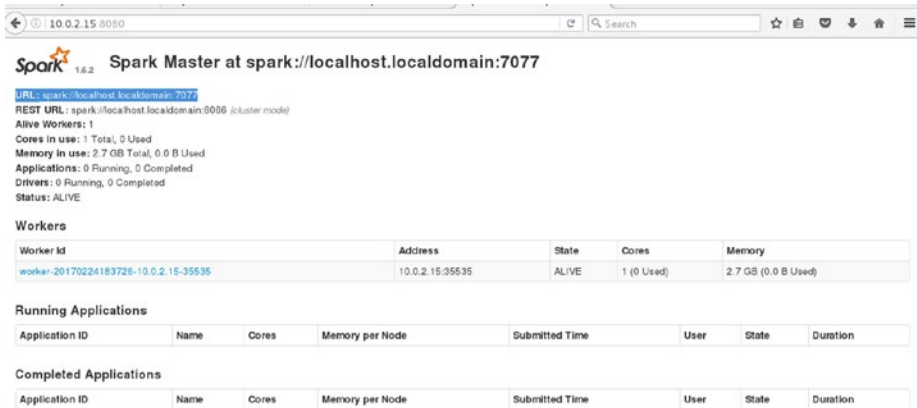 10.0.2.15:8080
Search
Spark 1.6.2 Spark Master at spark://localhost.localdomain:7077
URL: spark://localhost.localdomain:7077
REST URL: spark://localhost.localdomain:6066 (cluster mode)
Alive Workers: 1
Cores in use: 1 Total, 0 Used
Memory in use: 2.7 GB Total, 0.0 B Used
Applications: 0 Running, 0 Completed
Drivers: 0 Running, 0 Completed
Status: ALIVE
Workers
Worker Id Address State Cores Memory
worker-20170224183726-10.0.2.15-35535 10.0.2.15:35535 ALIVE 1 (0 Used) 2.7 GB (0.0 B Used)
Running Applications
Application ID Name Cores Memory per Node Submitted Time User State Duration
Completed Applications
Application ID Name Cores Memory per Node Submitted Time User State Duration